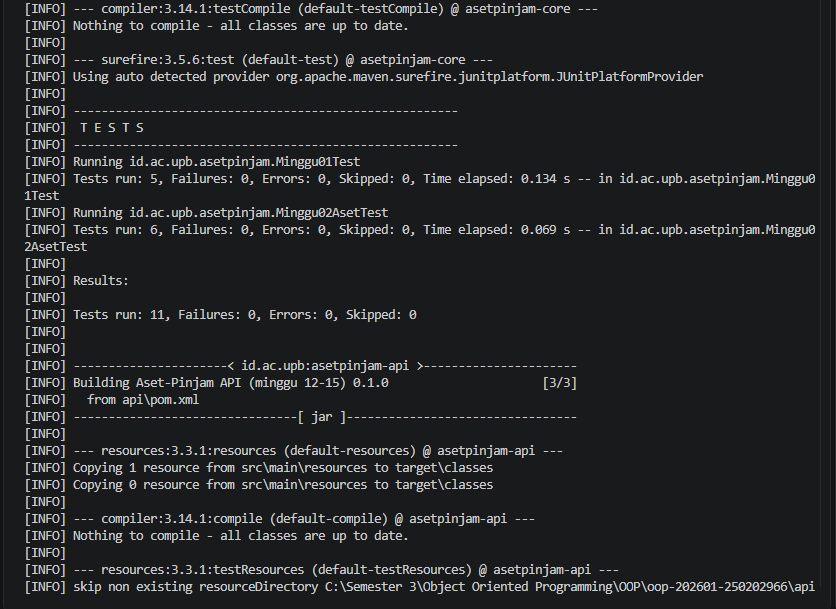 [INFO] --- compiler:3.14.1:testCompile (default-testCompile) @ asetpinjam-core ---
[INFO] Nothing to compile - all classes are up to date.
[INFO]
[INFO] --- surefire:3.5.6:test (default-test) @ asetpinjam-core ---
[INFO] Using auto detected provider org.apache.maven.surefire.junitplatform.JUnitPlatformProvider
[INFO]
[INFO] -------------------------------------------------------
[INFO]  T E S T S
[INFO] -------------------------------------------------------
[INFO] Running id.ac.upb.asetpinjam.Minggu01Test
[INFO] Tests run: 5, Failures: 0, Errors: 0, Skipped: 0, Time elapsed: 0.134 s -- in id.ac.upb.asetpinjam.Minggu0
1Test
[INFO] Running id.ac.upb.asetpinjam.Minggu02AsetTest
[INFO] Tests run: 6, Failures: 0, Errors: 0, Skipped: 0, Time elapsed: 0.069 s -- in id.ac.upb.asetpinjam.Minggu0
2AsetTest
[INFO]
[INFO] Results:
[INFO]
[INFO] Tests run: 11, Failures: 0, Errors: 0, Skipped: 0
[INFO]
[INFO]
[INFO] ----------------------< id.ac.upb:asetpinjam-api >----------------------
[INFO] Building Aset-Pinjam API (minggu 12-15) 0.1.0                      [3/3]
[INFO]   from api\pom.xml
[INFO] --------------------------------[ jar ]---------------------------------
[INFO]
[INFO] --- resources:3.3.1:resources (default-resources) @ asetpinjam-api ---
[INFO] Copying 1 resource from src\main\resources to target\classes
[INFO] Copying 0 resource from src\main\resources to target\classes
[INFO]
[INFO] --- compiler:3.14.1:compile (default-compile) @ asetpinjam-api ---
[INFO] Nothing to compile - all classes are up to date.
[INFO]
[INFO] --- resources:3.3.1:testResources (default-testResources) @ asetpinjam-api ---
[INFO] skip non existing resourceDirectory C:\Semester 3\Object Oriented Programming\OOP\oop-202601-250202966\api